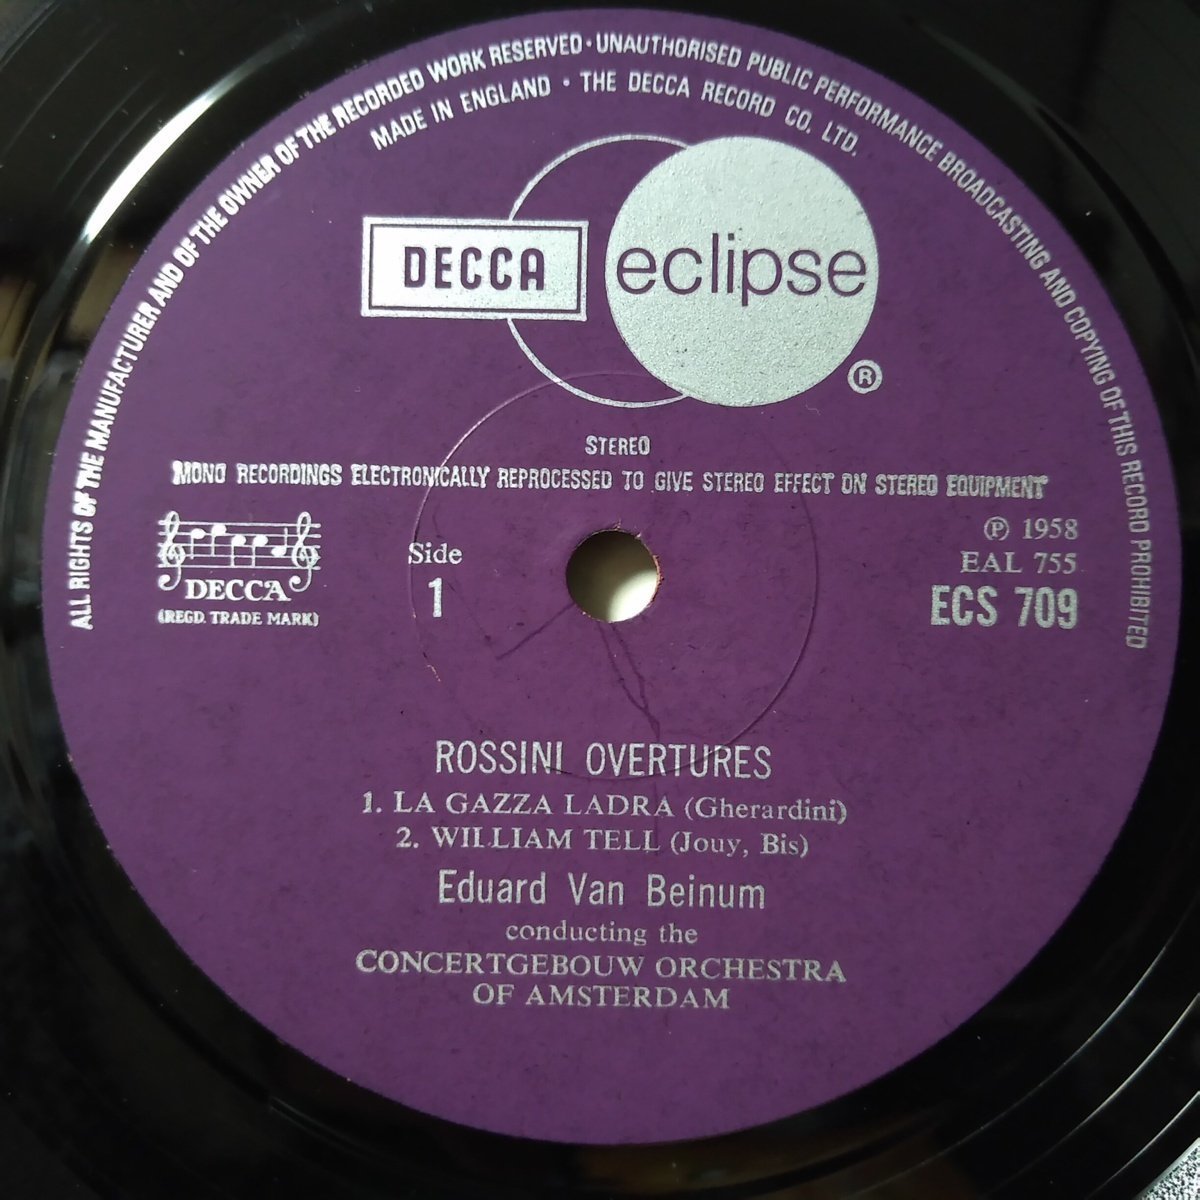 ALL RIGHTS OF THE MANUFACTURER AND OF THE OWNER OF THE RECORDED WORK RESERVED · UNAUTHORISED PUBLIC PERFORMANCE BROADCASTING AND COPYING OF THIS RECORD PROHIBITED
MADE IN ENGLAND · THE DECCA RECORD CO. LTD.
DECCA eclipse ®
STEREO
MONO RECORDINGS ELECTRONICALLY REPROCESSED TO GIVE STEREO EFFECT ON STEREO EQUIPMENT
DECCA
(REGD. TRADE MARK)
Side
1
℗ 1958
EAL 755
ECS 709
ROSSINI OVERTURES
1. LA GAZZA LADRA (Gherardini)
2. WILLIAM TELL (Jouy, Bis)
Eduard Van Beinum
conducting the
CONCERTGEBOUW ORCHESTRA
OF AMSTERDAM